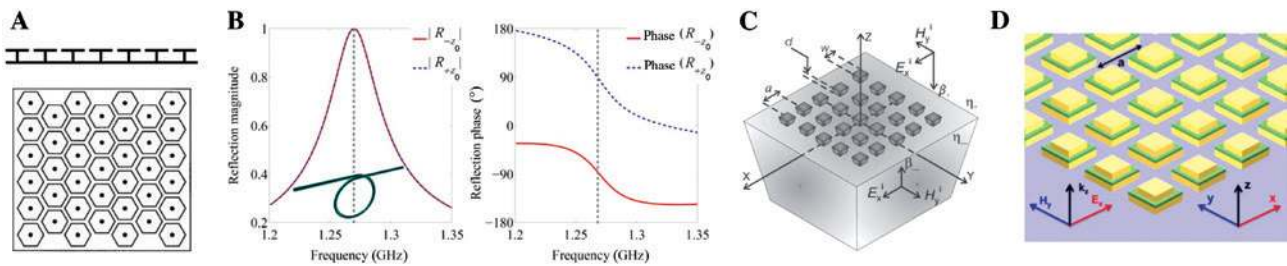 A
B
C
D
1
0.8
0.6
0.4
0.2
1.2
1.25
1.3
1.35
Reflection magnitude
Frequency (GHz)
| R₋z₀ |
| R₊z₀ |
180
90
0
−90
−180
1.2
1.25
1.3
1.35
Reflection phase (°)
Frequency (GHz)
Phase (R₋z₀)
Phase (R₊z₀)
d
w
a
Z
Hyⁱ
Exⁱ
β₋
η₋
X
Y
Exⁱ
Hyⁱ
a
Hy
kz
Ex
y
z
x